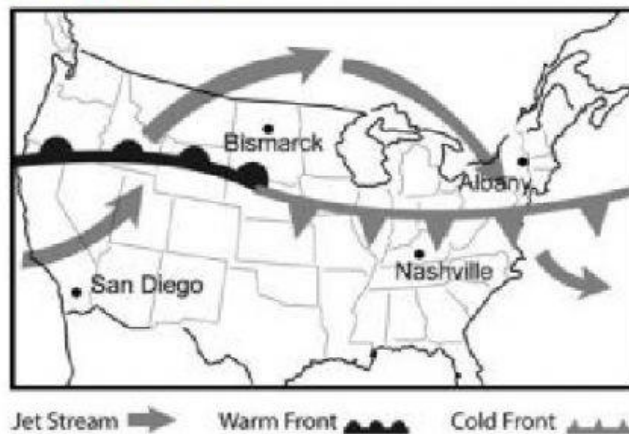 Bismarck
Albany
Nashville
San Diego
Jet Stream Warm Front Cold Front